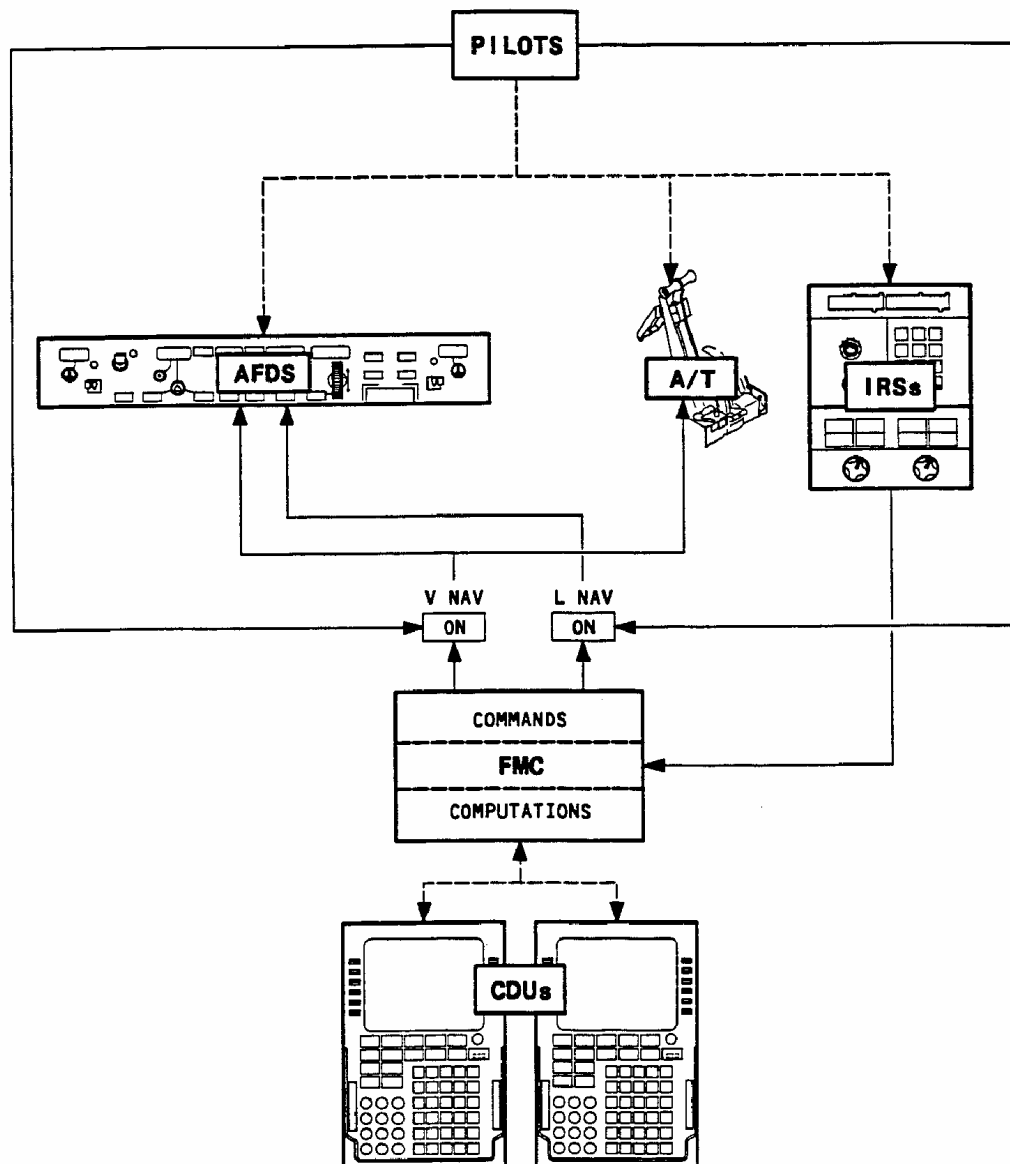 PILOTS
AFDS
A/T
IRSs
V NAV
L NAV
ON
ON
COMMANDS
FMC
COMPUTATIONS
CDUs